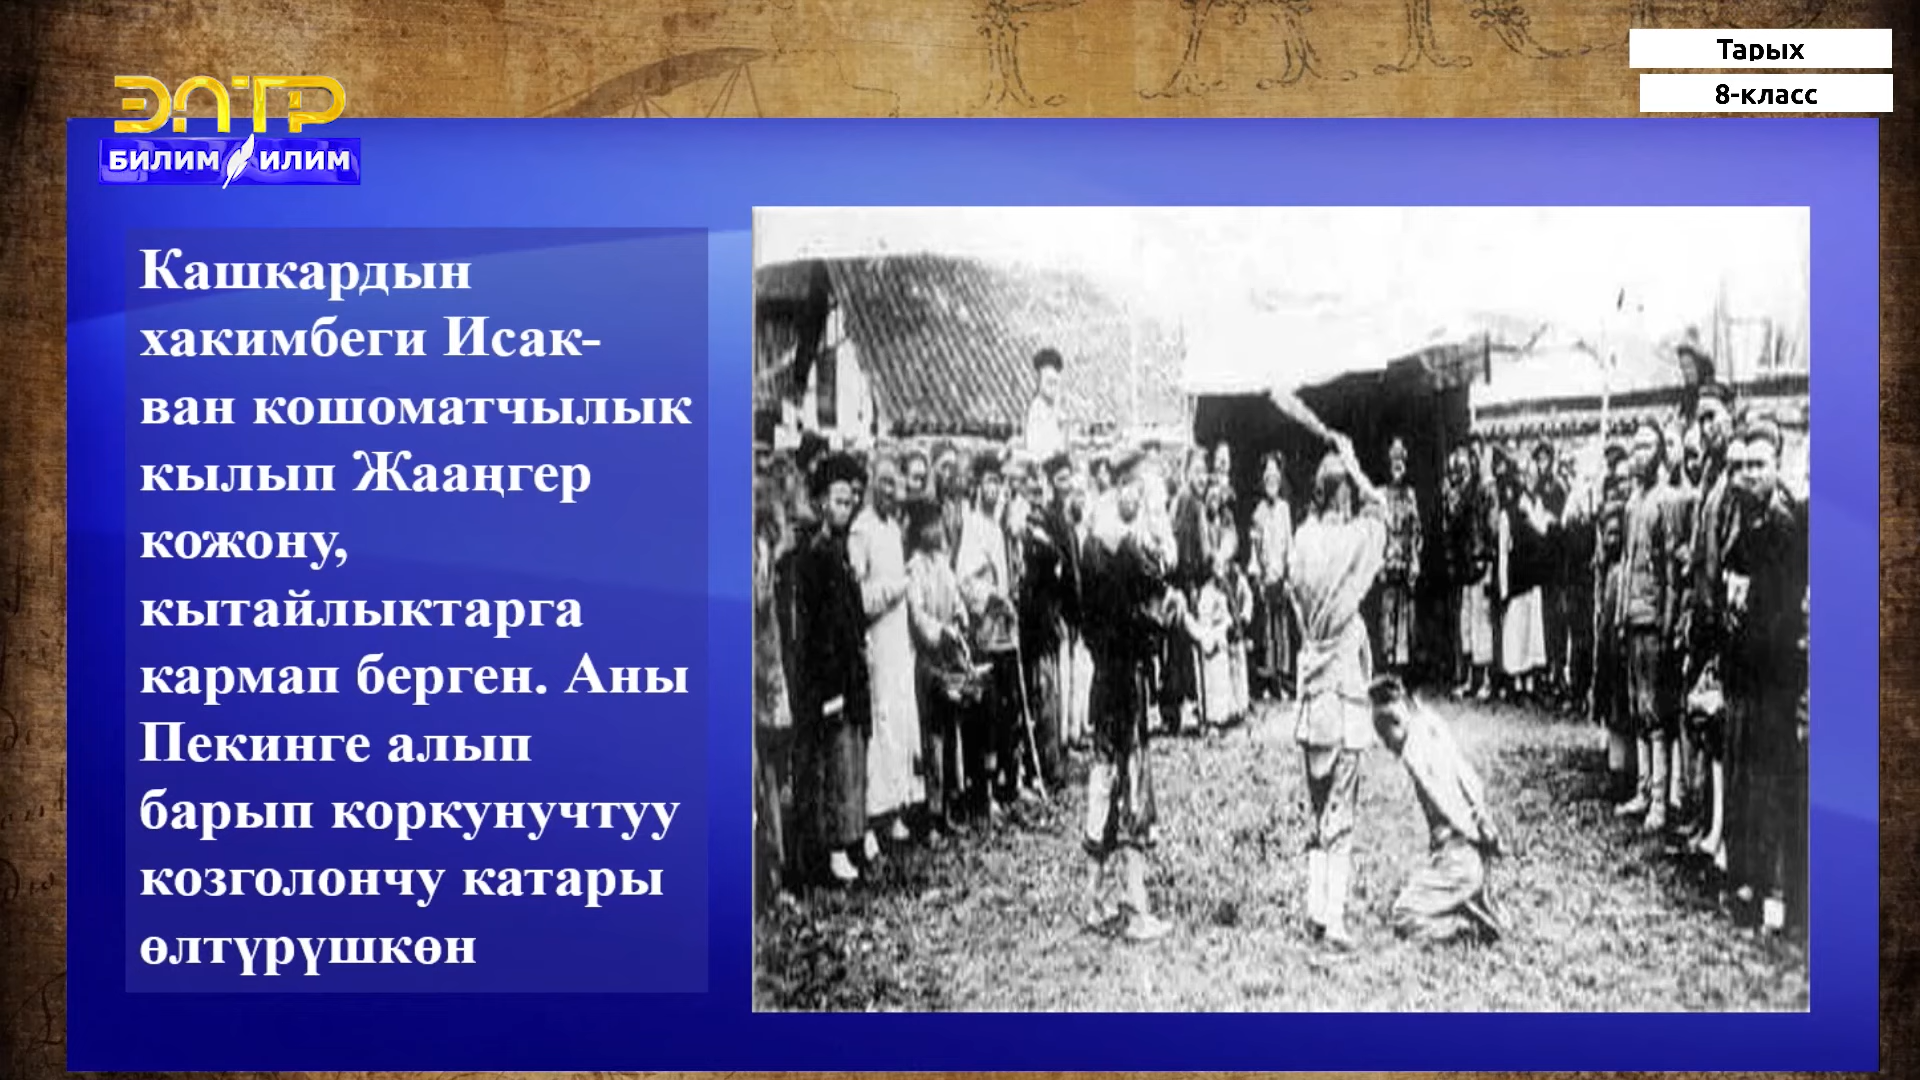 Тарых
8-класс
ЭЛТР
БИЛИМ ИЛИМ
Кашкардын
хакимбеги Исак-
ван кошоматчылык
кылып Жааңгер
кожону,
кытайлыктарга
кармап берген. Аны
Пекинге алып
барып коркунучтуу
козголончу катары
өлтүрүшкөн